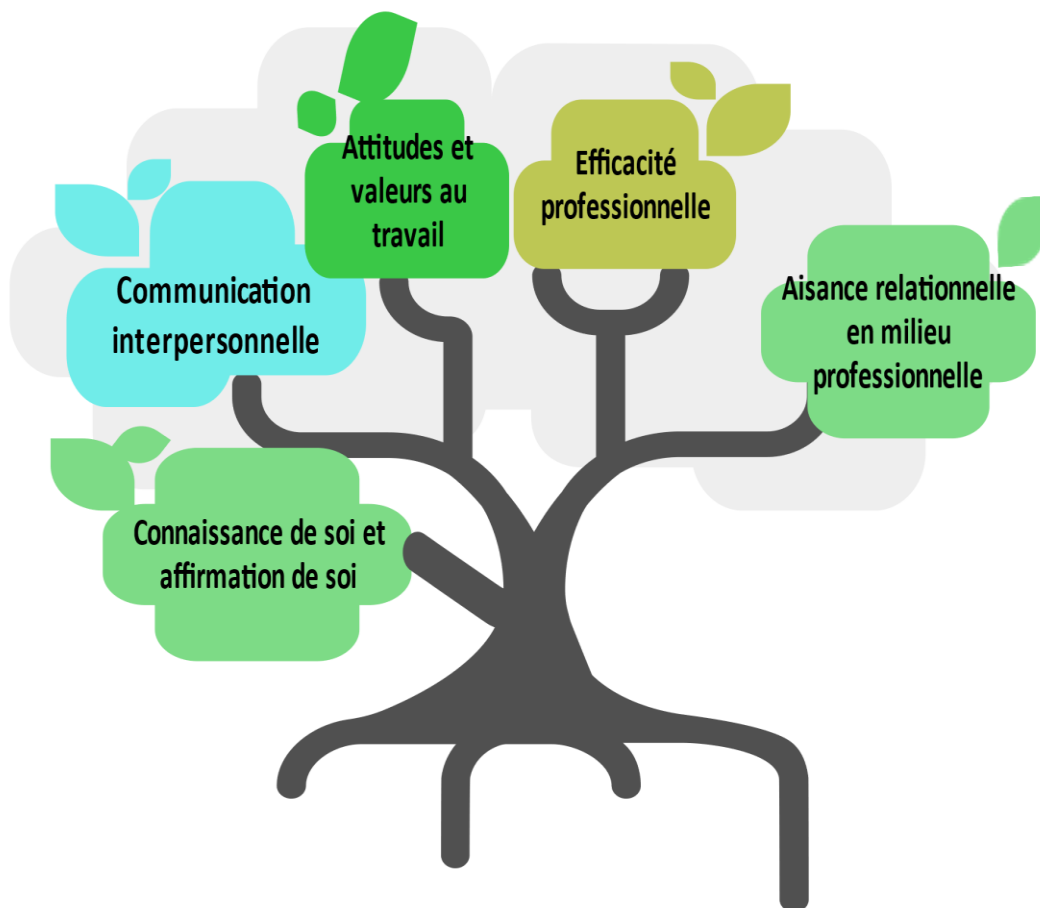 Attitudes et
valeurs au
travail
Efficacité
professionnelle
Communication
interpersonnelle
Aisance relationnelle
en milieu
professionnelle
Connaissance de soi et
affirmation de soi